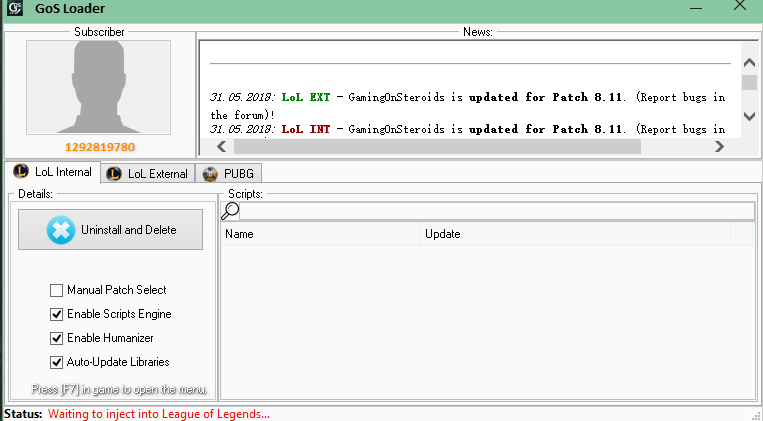 GoS Loader
Subscriber
1292819780
News:
31.05.2018: LoL EXT - GamingOnSteroids is updated for Patch 8.11. (Report bugs in
the forum)!
31.05.2018: LoL INT - GamingOnSteroids is updated for Patch 8.11. (Report bugs in
LoL Internal LoL External PUBG
Details:
Uninstall and Delete
Manual Patch Select
Enable Scripts Engine
Enable Humanizer
Auto-Update Libraries
Press [F7] in game to open the menu.
Scripts:
Name Update
Status: Waiting to inject into League of Legends...